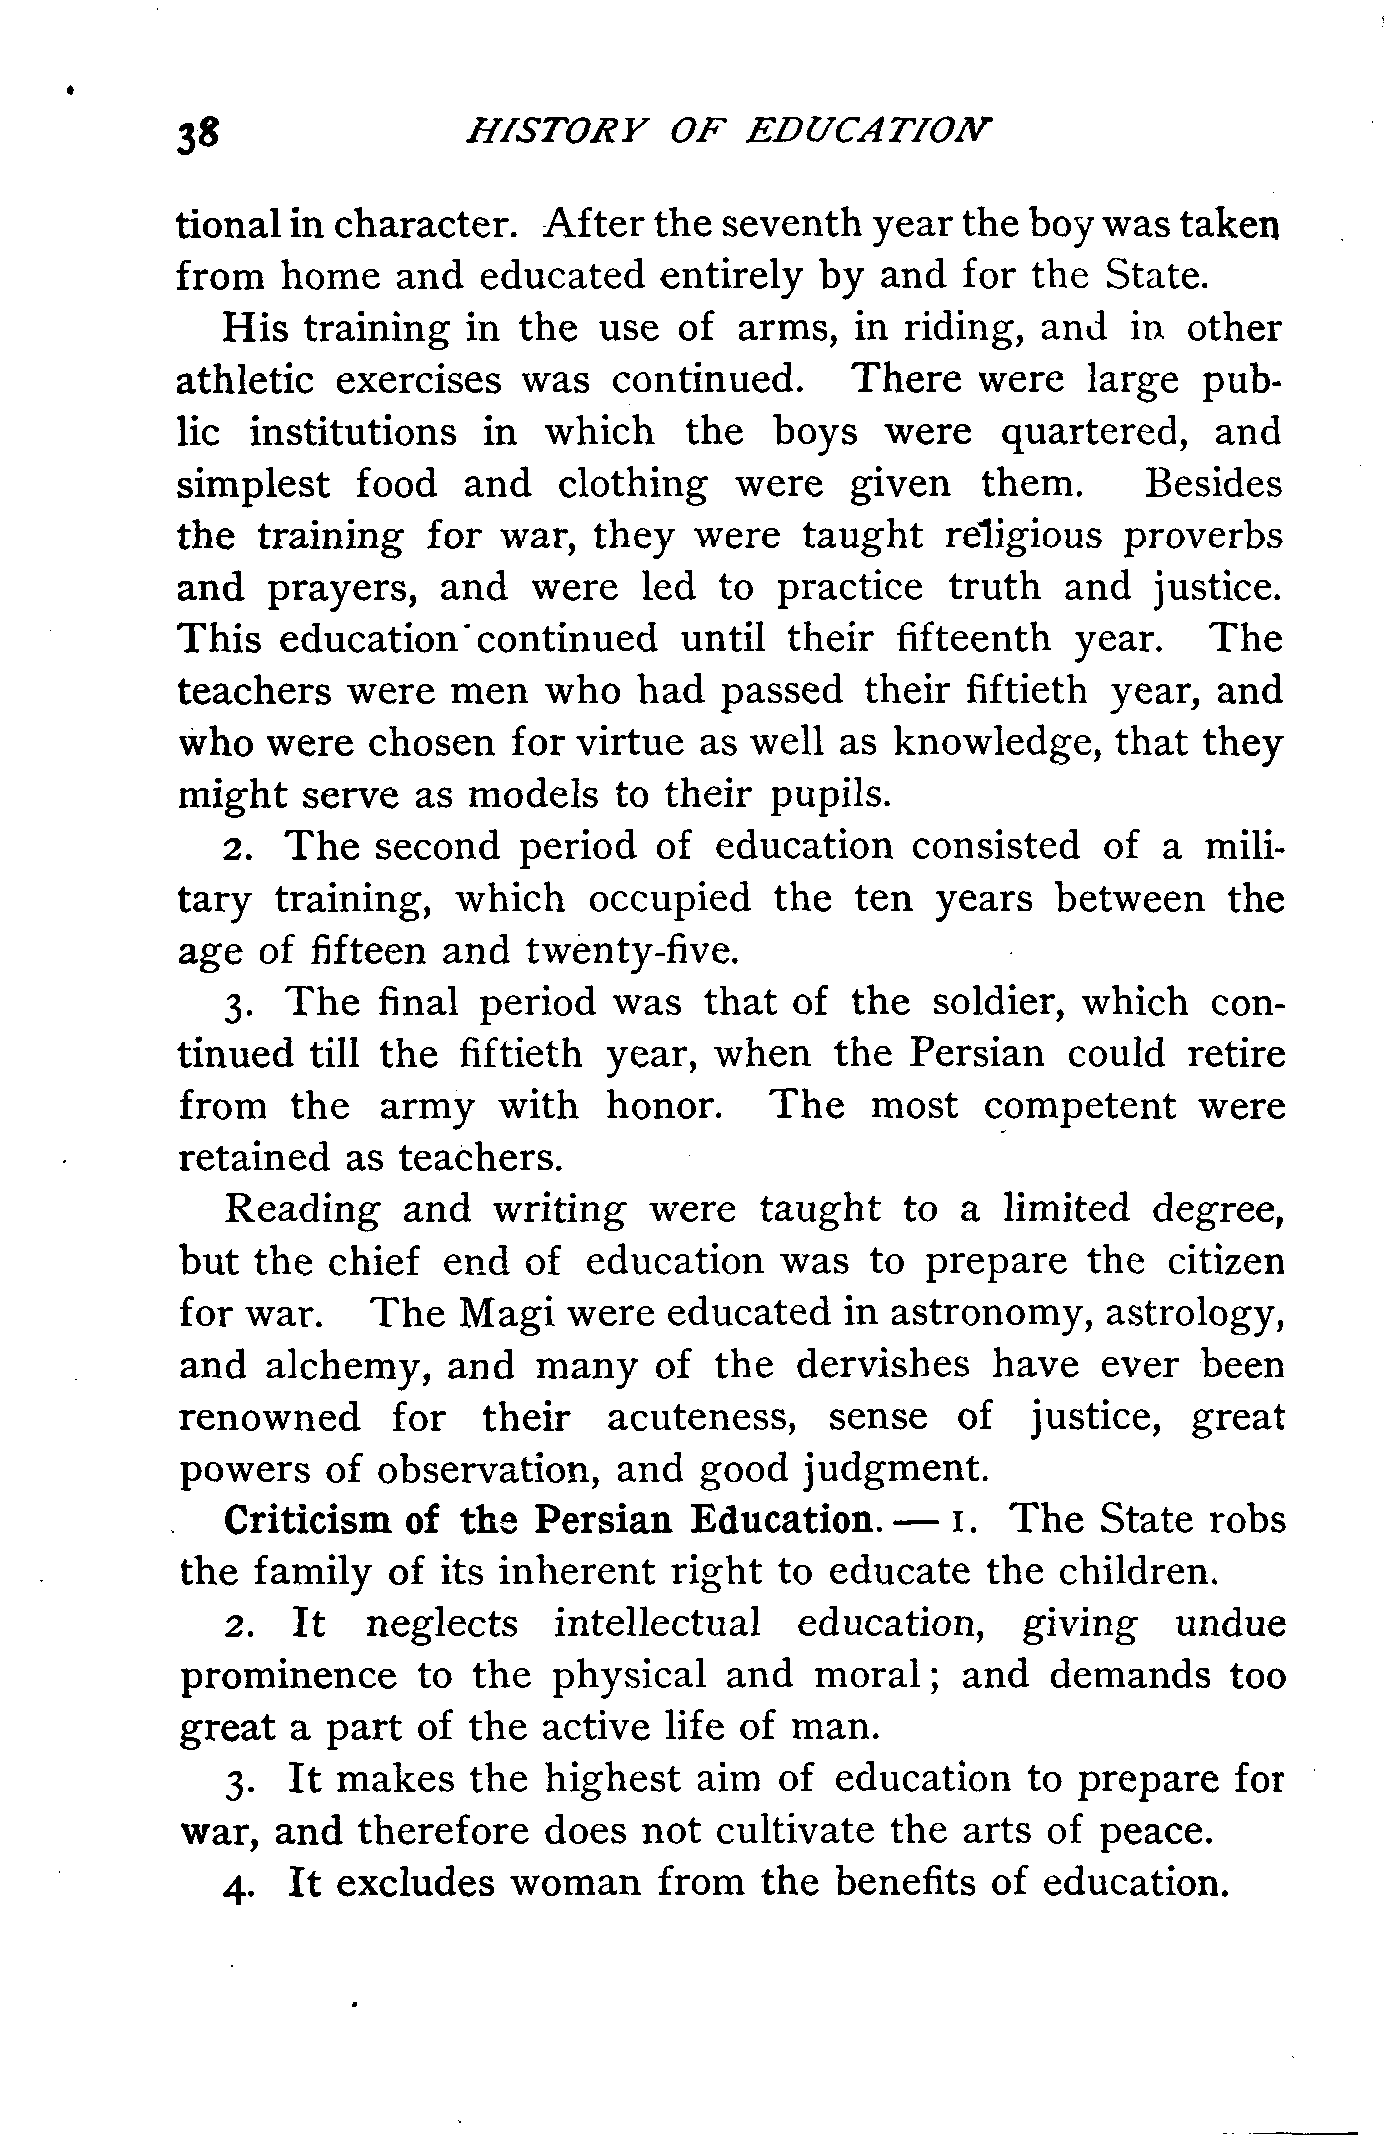 38 HISTORY OF EDUCATION
tional in character. After the seventh year the boy was taken
from home and educated entirely by and for the State.
His training in the use of arms, in riding, and in other
athletic exercises was continued. There were large pub-
lic institutions in which the boys were quartered, and
simplest food and clothing were given them. Besides
the training for war, they were taught religious proverbs
and prayers, and were led to practice truth and justice.
This education continued until their fifteenth year. The
teachers were men who had passed their fiftieth year, and
who were chosen for virtue as well as knowledge, that they
might serve as models to their pupils.
2. The second period of education consisted of a mili-
tary training, which occupied the ten years between the
age of fifteen and twenty-five.
3. The final period was that of the soldier, which con-
tinued till the fiftieth year, when the Persian could retire
from the army with honor. The most competent were
retained as teachers.
Reading and writing were taught to a limited degree,
but the chief end of education was to prepare the citizen
for war. The Magi were educated in astronomy, astrology,
and alchemy, and many of the dervishes have ever been
renowned for their acuteness, sense of justice, great
powers of observation, and good judgment.
Criticism of the Persian Education. — 1. The State robs
the family of its inherent right to educate the children.
2. It neglects intellectual education, giving undue
prominence to the physical and moral; and demands too
great a part of the active life of man.
3. It makes the highest aim of education to prepare for
war, and therefore does not cultivate the arts of peace.
4. It excludes woman from the benefits of education.